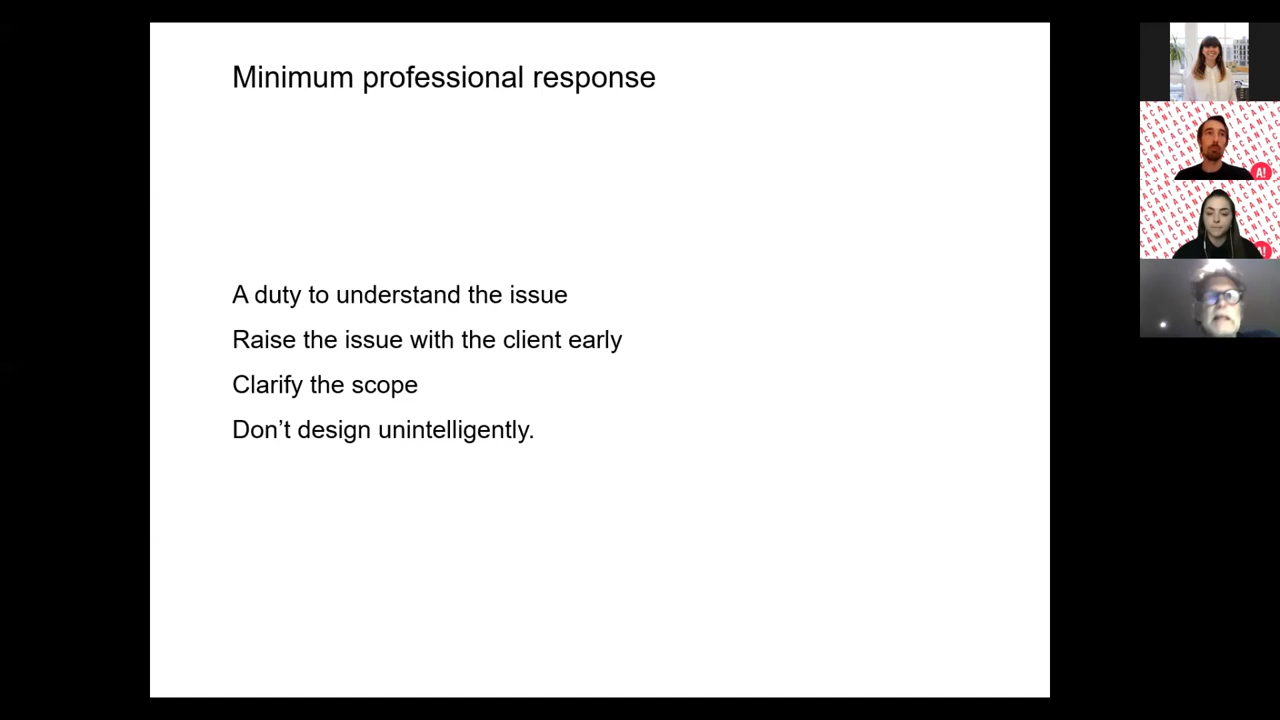 Minimum professional response
A duty to understand the issue
Raise the issue with the client early
Clarify the scope
Don’t design unintelligently.
A!